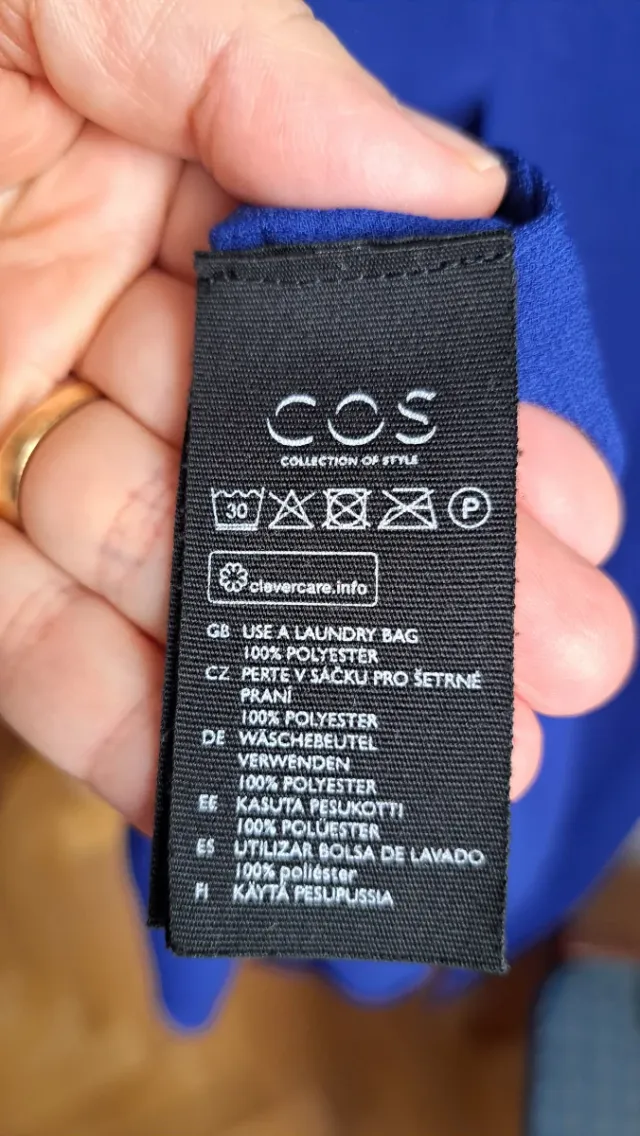 COS
COLLECTION OF STYLE
30 P
clevercare.info
GB USE A LAUNDRY BAG
100% POLYESTER
CZ PERTE V SÁČKU PRO ŠETRNÉ
PRANÍ
100% POLYESTER
DE WÄSCHEBEUTEL
VERWENDEN
100% POLYESTER
EE KASUTA PESUKOTTI
100% POLÜESTER
ES UTILIZAR BOLSA DE LAVADO
100% poliéster
FI KÄYTÄ PESUPUSSIA